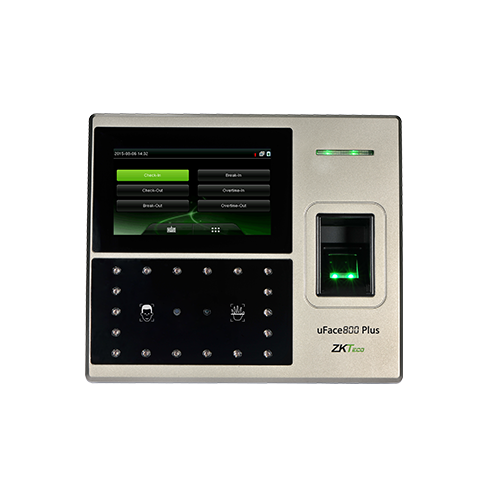 2015-00-06 14:32
Check-In
Break-In
Check-Out
Overtime-In
Break-Out
Overtime-Out
uFace800 Plus
ZKTeco